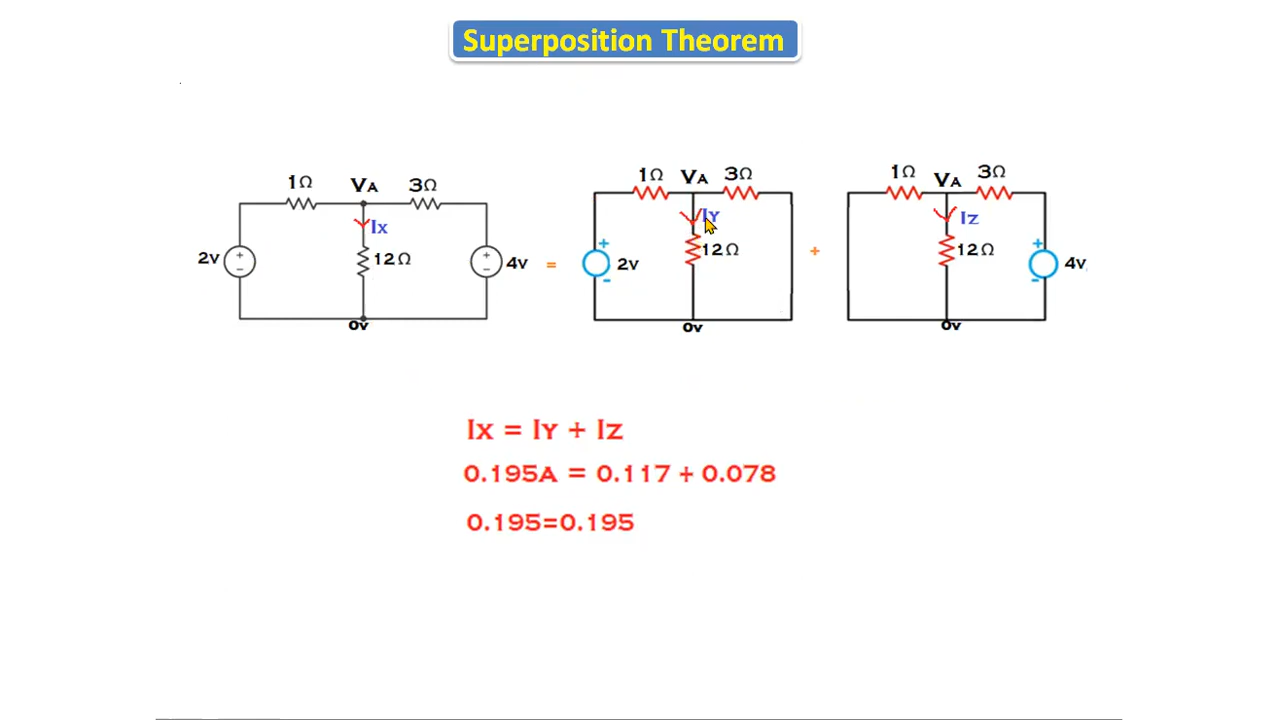 Superposition Theorem
1Ω VA 3Ω
Ix
2v 12Ω 4v
0v
=
1Ω VA 3Ω
IY
+ 2v 12Ω
-
0v
+
1Ω VA 3Ω
Iz
12Ω + 4v
-
0v
Ix = IY + Iz
0.195A = 0.117 + 0.078
0.195=0.195